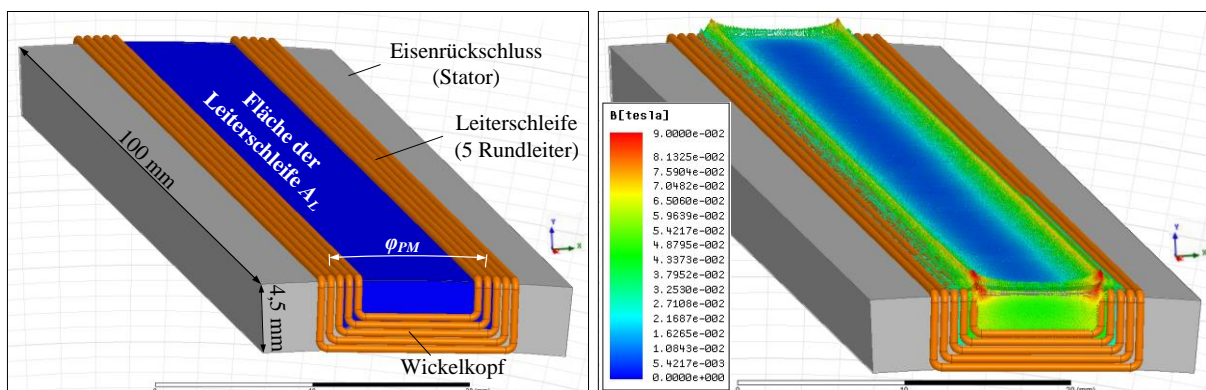 Eisenrückschluss
(Stator)
Fläche der
Leiterschleife A_L
Leiterschleife
(5 Rundleiter)
100 mm
φ_PM
4,5 mm
Wickelkopf
B[tesla]
9.0000e-002
8.1325e-002
7.5904e-002
7.0482e-002
6.5060e-002
5.9639e-002
5.4217e-002
4.8795e-002
4.3373e-002
3.7952e-002
3.2530e-002
2.7108e-002
2.1687e-002
1.6265e-002
1.0843e-002
5.4217e-003
0.0000e+000